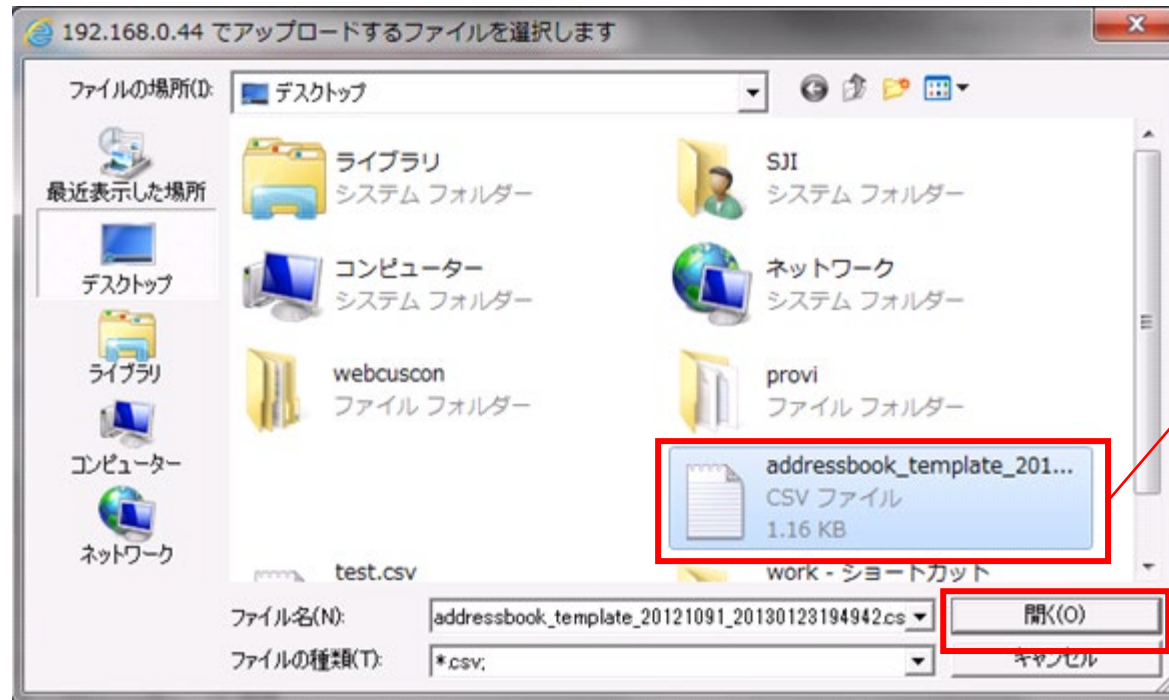 192.168.0.44 でアップロードするファイルを選択します
ファイルの場所(I):
デスクトップ
最近表示した場所
デスクトップ
ライブラリ
コンピューター
ネットワーク
ライブラリ
システム フォルダー
SJI
システム フォルダー
コンピューター
システム フォルダー
ネットワーク
システム フォルダー
webcuscon
ファイル フォルダー
provi
ファイル フォルダー
addressbook_template_201...
CSV ファイル
1.16 KB
test.csv
work - ショートカット
ファイル名(N):
addressbook_template_20121091_20130123194942.cs
開く(O)
ファイルの種類(T):
*.csv;
キャンセル